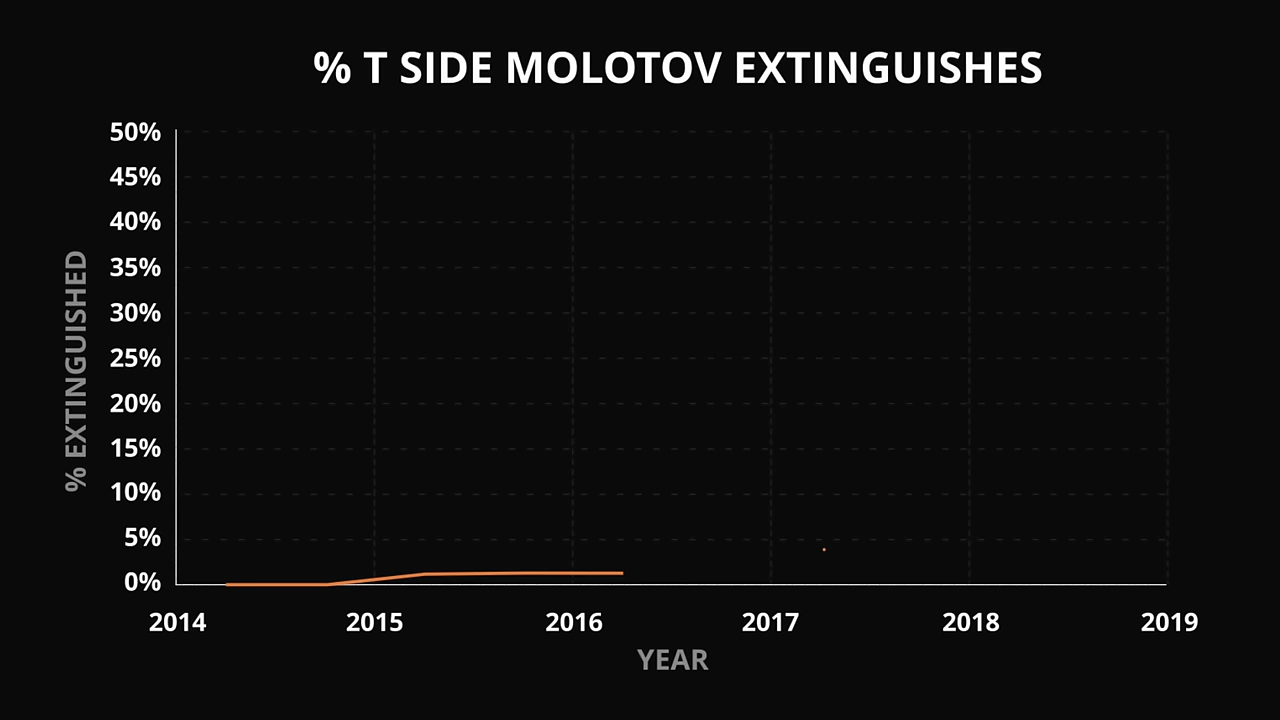 % T SIDE MOLOTOV EXTINGUISHES
50%
45%
40%
35%
30%
25%
20%
15%
10%
5%
0%
% EXTINGUISHED
2014 2015 2016 2017 2018 2019
YEAR